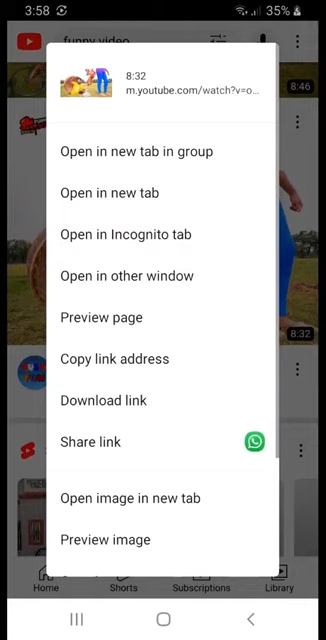 3:58
35%
funny video
8:46
8:32
m.youtube.com/watch?v=o...
Open in new tab in group
Open in new tab
Open in Incognito tab
Open in other window
Preview page
8:32
Copy link address
Download link
Share link
Open image in new tab
Preview image
Home
Shorts
Subscriptions
Library